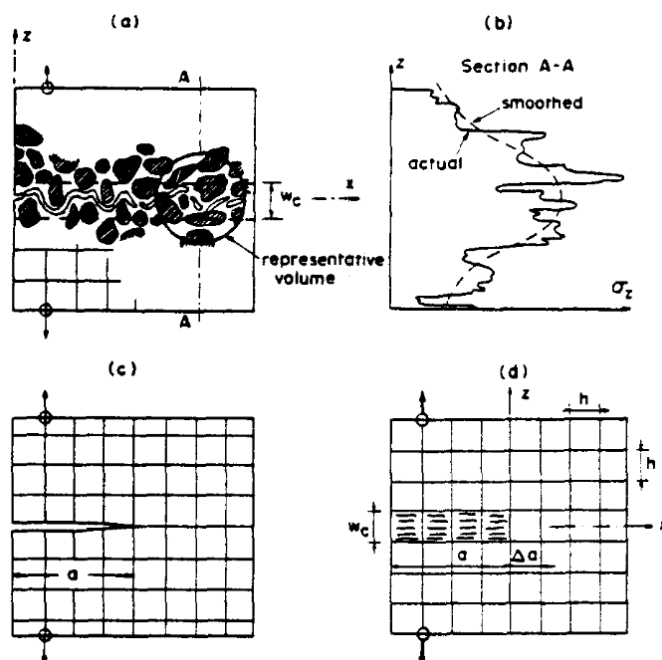 (a)
z
A
w_c
x
representative
volume
A
(b)
z
Section A-A
smoothed
actual
σ_z
(c)
a
(d)
z
h
h
w_c
a
Δa